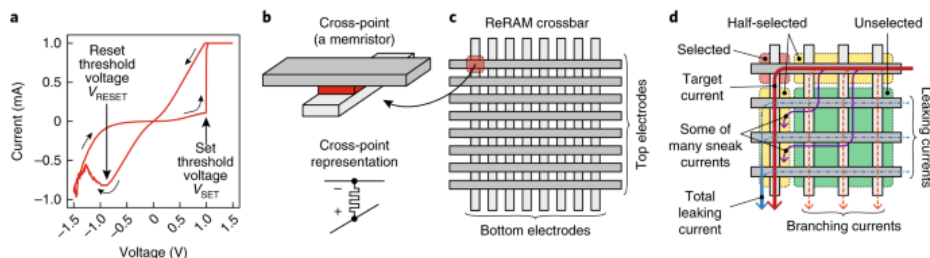 a
1.0
0.5
0
−0.5
−1.0
Current (mA)
−1.5
−1.0
−0.5
0
0.5
1.0
1.5
Voltage (V)
Reset
threshold
voltage
V_RESET
Set
threshold
voltage
V_SET
b
Cross-point
(a memristor)
Cross-point
representation
−
+
c
ReRAM crossbar
Top electrodes
Bottom electrodes
d
Half-selected
Unselected
Selected
Target
current
Some of
many sneak
currents
Total
leaking
current
Leaking currents
Branching currents